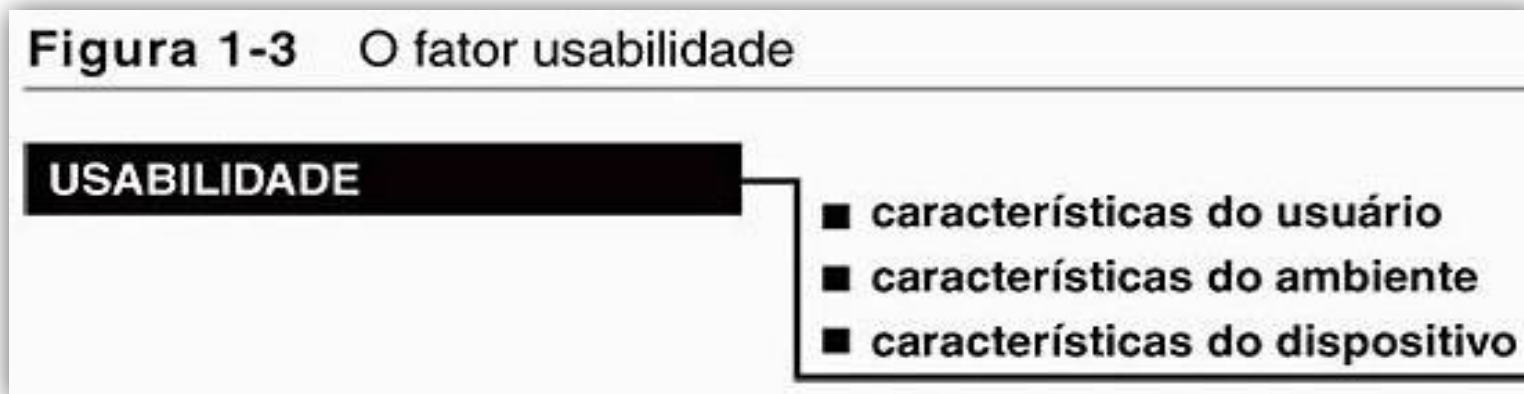 Figura 1-3 O fator usabilidade
USABILIDADE
■ características do usuário
■ características do ambiente
■ características do dispositivo